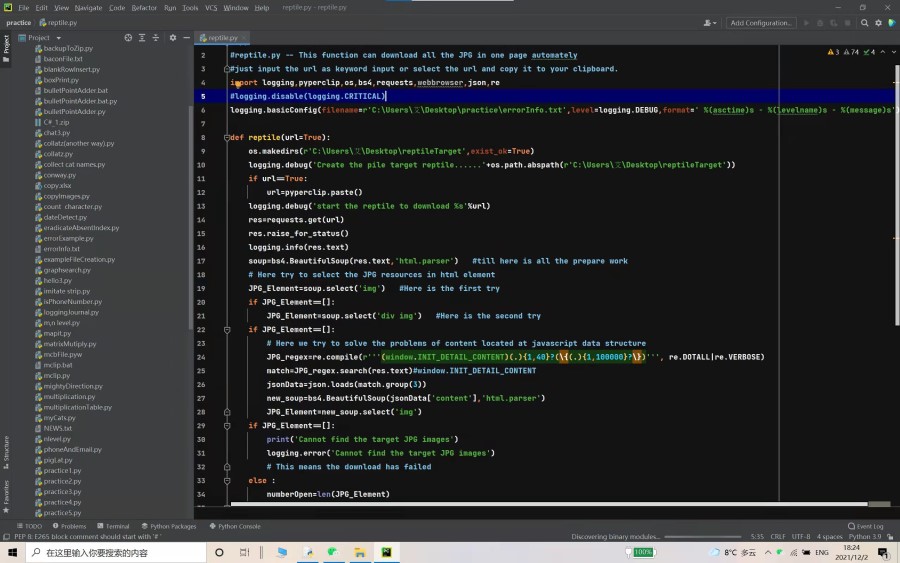 File Edit View Navigate Code Refactor Run Tools VCS Window Help reptile.py - reptile.py
practice reptile.py Add Configuration...
Project reptile.py
backupToZip.py
baconFile.txt
blankRowInsert.py
boxPrint.py
bulletPointAdder.bat
bulletPointAdder.bat.py
bulletPointAdder.py
C#_1.zip
chat3.py
collatz(another way).py
collatz.py
collect cat names.py
conway.py
copy.xlsx
copyImages.py
count character.py
dateDetect.py
eradicateAbsentIndex.py
errorExample.py
errorInfo.txt
exampleFileCreation.py
graphsearch.py
hello3.py
imitate strip.py
isPhoneNumber.py
loggingJournal.py
m,n level.py
mapit.py
matrixMutiply.py
mcbFile.pyw
mclip.bat
mclip.py
mightyDirection.py
multiplication.py
multiplicationTable.py
myCats.py
NEWS.txt
nlevel.py
phoneAndEmail.py
pigLat.py
practice1.py
practice2.py
practice3.py
practice4.py
practice5.py
Project
Structure
Favorites
3 74 4
2 #reptile.py -- This function can download all the JPG in one page automately
3 #just input the url as keyword input or select the url and copy it to your clipboard.
4 import logging,pyperclip,os,bs4,requests,webbrowser,json,re
5 #logging.disable(logging.CRITICAL)
6 logging.basicConfig(filename=r'C:\Users\文\Desktop\practice\errorInfo.txt',level=logging.DEBUG,format=' %(asctime)s - %(levelname)s - %(message)s'
7
8 def reptile(url=True):
9 os.makedirs(r'C:\Users\文\Desktop\reptileTarget',exist_ok=True)
10 logging.debug('Create the pile target reptile......'+os.path.abspath(r'C:\Users\文\Desktop\reptileTarget'))
11 if url==True:
12 url=pyperclip.paste()
13 logging.debug('start the reptile to download %s'%url)
14 res=requests.get(url)
15 res.raise_for_status()
16 logging.info(res.text)
17 soup=bs4.BeautifulSoup(res.text,'html.parser') #till here is all the prepare work
18 # Here try to select the JPG resources in html element
19 JPG_Element=soup.select('img') #Here is the first try
20 if JPG_Element==[]:
21 JPG_Element=soup.select('div img') #Here is the second try
22 if JPG_Element==[]:
23 # Here we try to solve the problems of content located at javascript data structure
24 JPG_regex=re.compile(r'''(window.INIT_DETAIL_CONTENT)(.){1,40}?(\{(.){1,100000}?\})''', re.DOTALL|re.VERBOSE)
25 match=JPG_regex.search(res.text)#window.INIT_DETAIL_CONTENT
26 jsonData=json.loads(match.group(3))
27 new_soup=bs4.BeautifulSoup(jsonData['content'],'html.parser')
28 JPG_Element=new_soup.select('img')
29 if JPG_Element==[]:
30 print('Cannot find the target JPG images')
31 logging.error('Cannot find the target JPG images')
32 # This means the download has failed
33 else :
34 numberOpen=len(JPG_Element)
TODO Problems Terminal Python Packages Python Console Event Log
PEP 8: E265 block comment should start with '# ' Discovering binary modules... 5:35 CRLF UTF-8 4 spaces Python 3.9
在这里输入你要搜索的内容 100% 8°C 多云 ENG 18:24
2021/12/2